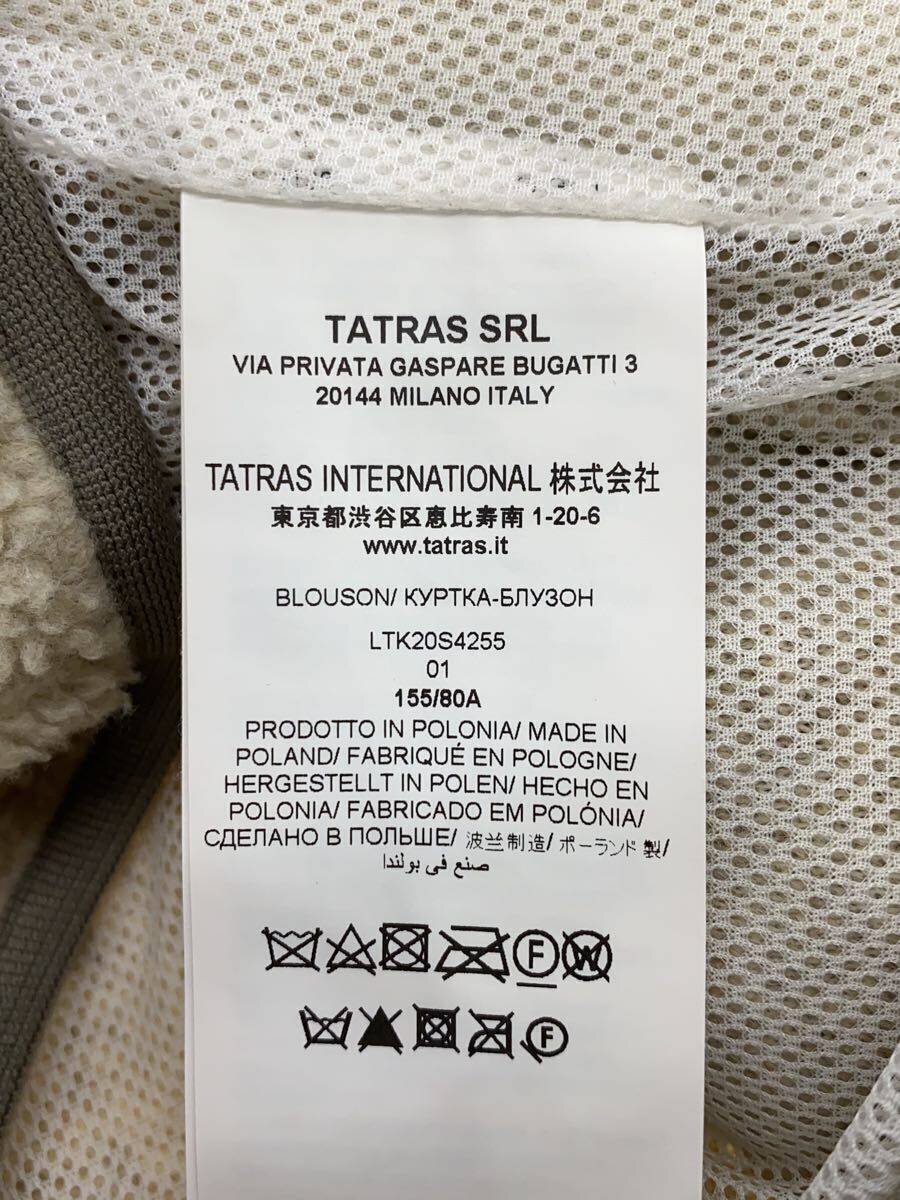 TATRAS SRL
VIA PRIVATA GASPARE BUGATTI 3
20144 MILANO ITALY
TATRAS INTERNATIONAL 株式会社
東京都渋谷区恵比寿南 1-20-6
www.tatras.it
BLOUSON/ КУРТКА-БЛУЗОН
LTK20S4255
01
155/80A
PRODOTTO IN POLONIA/ MADE IN
POLAND/ FABRIQUÉ EN POLOGNE/
HERGESTELLT IN POLEN/ HECHO EN
POLONIA/ FABRICADO EM POLÓNIA/
СДЕЛАНО В ПОЛЬШЕ/ 波兰制造/ ポーランド 製/
صنع في بولندا
F W
F